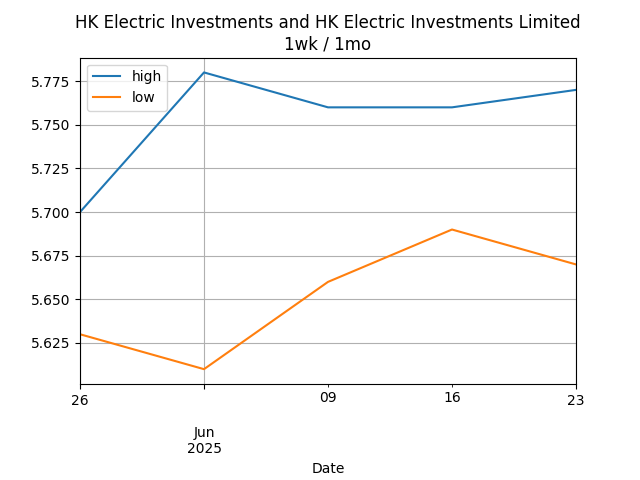 HK Electric Investments and HK Electric Investments Limited
1wk / 1mo
high
low
5.775
5.750
5.725
5.700
5.675
5.650
5.625
26
09
16
23
Jun
2025
Date